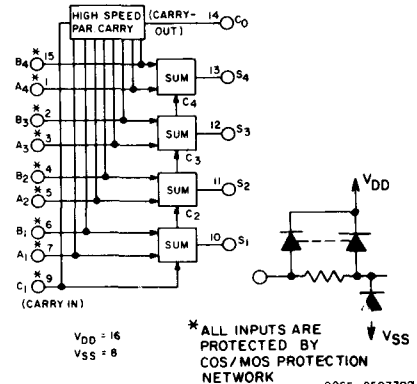 HIGH SPEED
PAR. CARRY
(CARRY-
OUT)
14
C0
* B4 15
* A4 1
SUM
13
S4
C4
* B3 2
* A3 3
SUM
12
S3
C3
* B2 4
* A2 5
SUM
11
S2
C2
* B1 6
* A1 7
SUM
10
S1
* C1 9
(CARRY IN)
VDD
VSS
VDD = 16
VSS = 8
* ALL INPUTS ARE
PROTECTED BY
COS/MOS PROTECTION
NETWORK